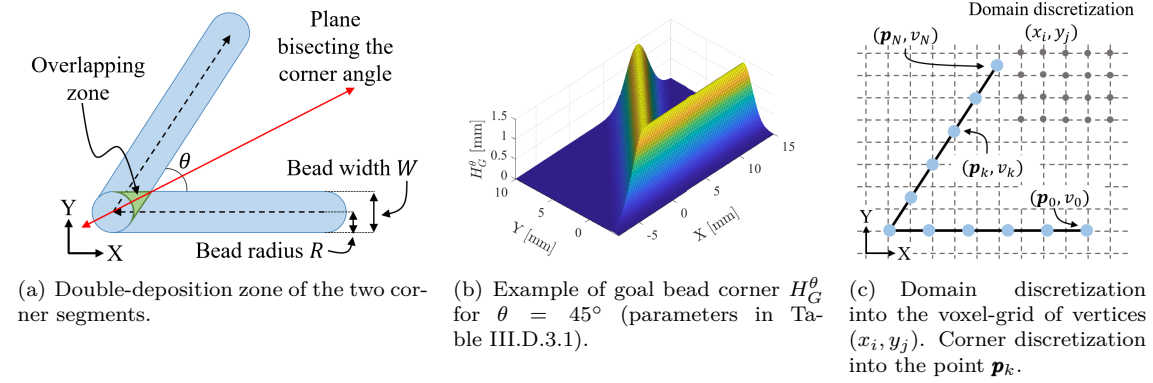 Plane
bisecting the
corner angle
Overlapping
zone
θ
Bead width W
Y
X
Bead radius R
(a) Double-deposition zone of the two cor-
ner segments.
1.5
1
0.5
0
H_G^θ [mm]
10
5
0
Y [mm]
-5
0
5
10
15
X [mm]
(b) Example of goal bead corner H_G^θ
for θ = 45° (parameters in Ta-
ble III.D.3.1).
Domain discretization
(p_N, v_N)
(x_i, y_j)
(p_k, v_k)
(p_0, v_0)
Y
X
(c) Domain discretization
into the voxel-grid of vertices
(x_i, y_j). Corner discretization
into the point p_k.